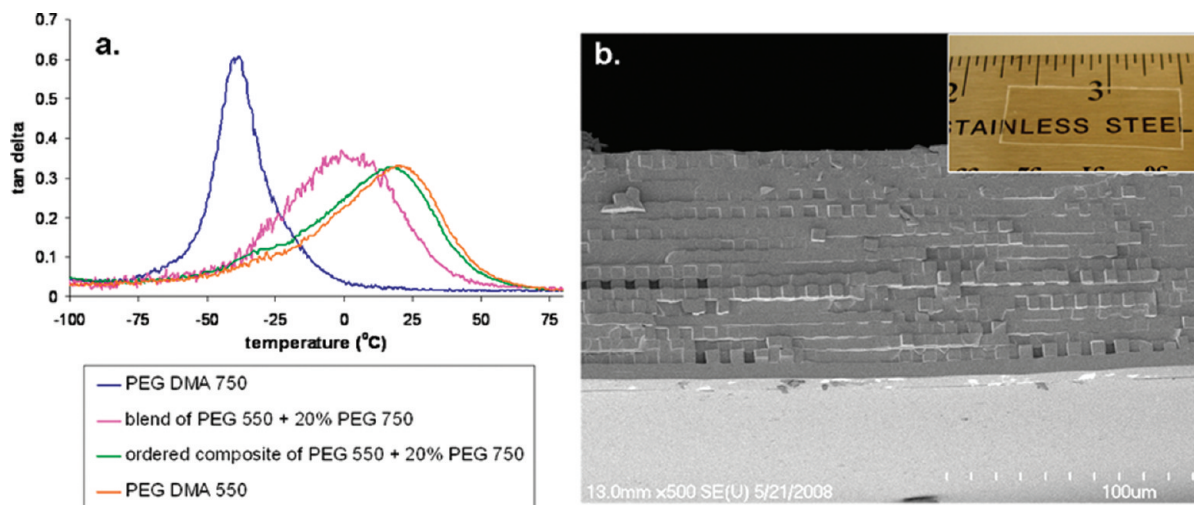 a.
0.7
0.6
0.5
0.4
0.3
0.2
0.1
0
tan delta
-100 -75 -50 -25 0 25 50 75
temperature (°C)
PEG DMA 750
blend of PEG 550 + 20% PEG 750
ordered composite of PEG 550 + 20% PEG 750
PEG DMA 550
b.
2 3
STAINLESS STEEL
13.0mm x500 SE(U) 5/21/2008
100um